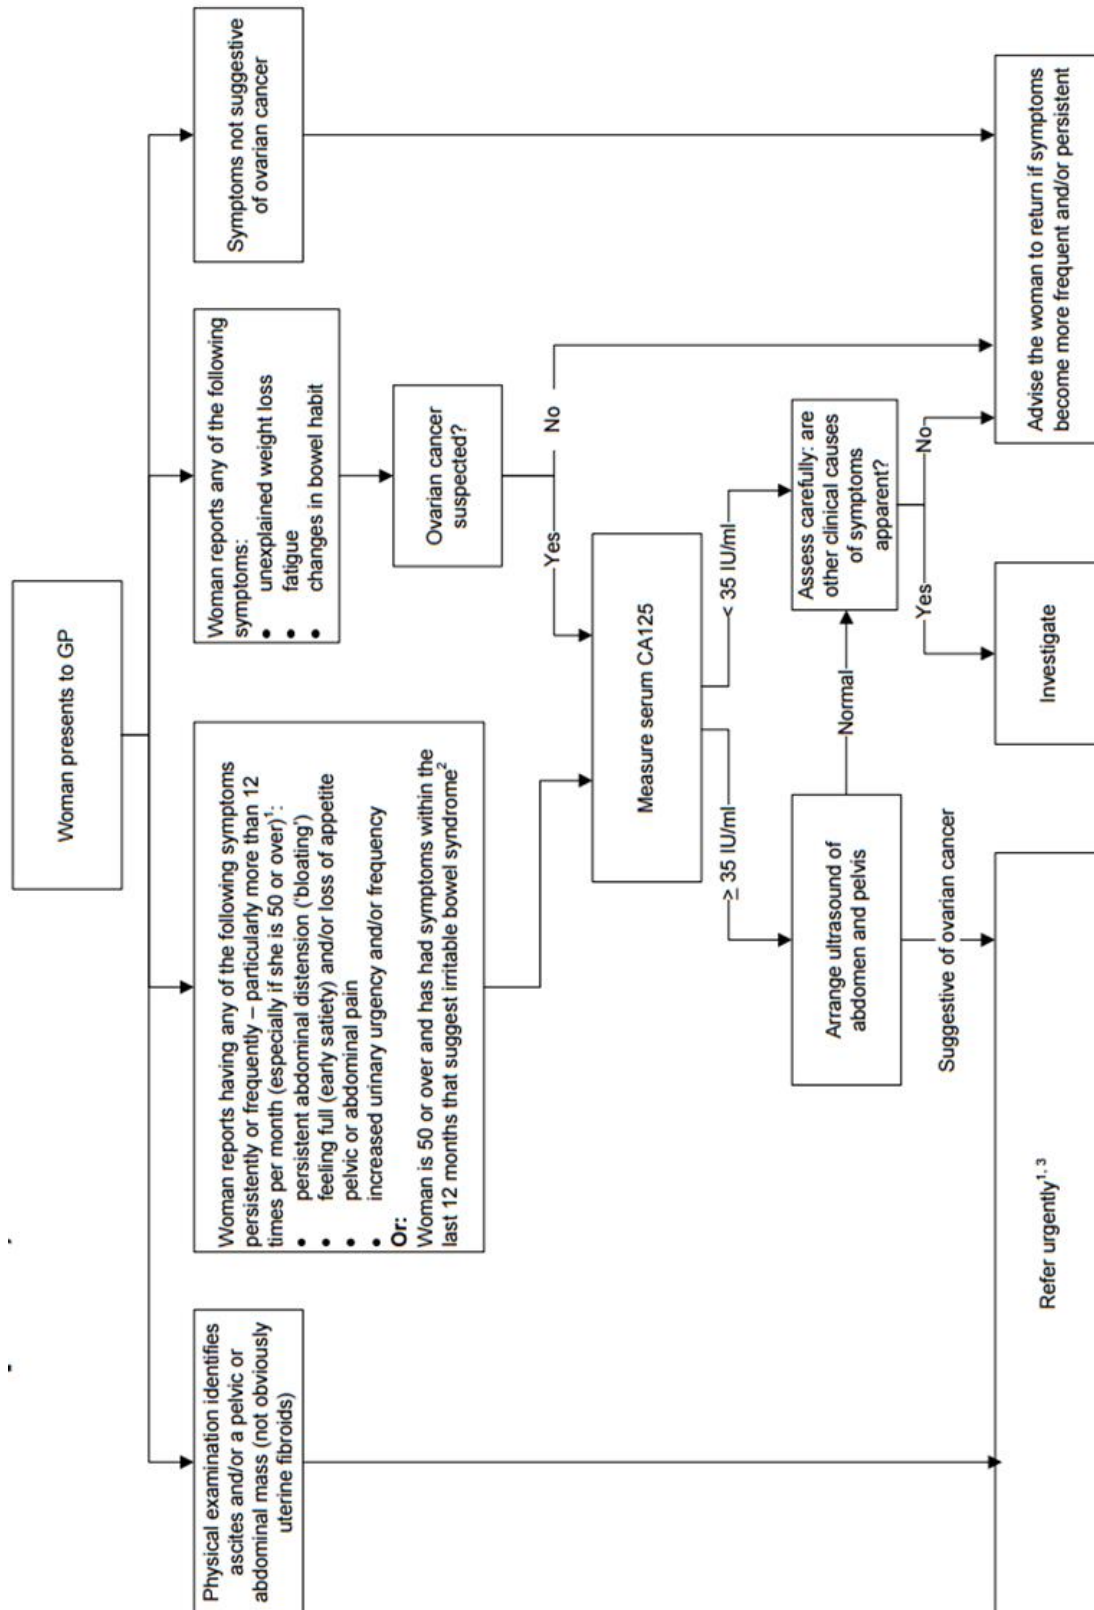 Woman presents to GP
Physical examination identifies
ascites and/or a pelvic or
abdominal mass (not obviously
uterine fibroids)
Woman reports having any of the following symptoms
persistently or frequently – particularly more than 12
times per month (especially if she is 50 or over)¹:
• persistent abdominal distension (‘bloating’)
• feeling full (early satiety) and/or loss of appetite
• pelvic or abdominal pain
• increased urinary urgency and/or frequency
Or:
Woman is 50 or over and has had symptoms within the
last 12 months that suggest irritable bowel syndrome²
Woman reports any of the following
symptoms:
• unexplained weight loss
• fatigue
• changes in bowel habit
Symptoms not suggestive
of ovarian cancer
Ovarian cancer
suspected?
Yes
No
Measure serum CA125
≥ 35 IU/ml
< 35 IU/ml
Arrange ultrasound of
abdomen and pelvis
Normal
Assess carefully: are
other clinical causes
of symptoms
apparent?
Suggestive of ovarian cancer
Yes
No
Refer urgently¹˒ ³
Investigate
Advise the woman to return if symptoms
become more frequent and/or persistent